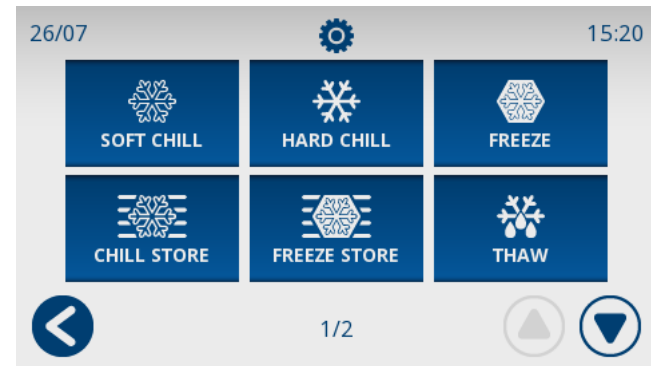 26/07 15:20
SOFT CHILL HARD CHILL FREEZE
CHILL STORE FREEZE STORE THAW
1/2